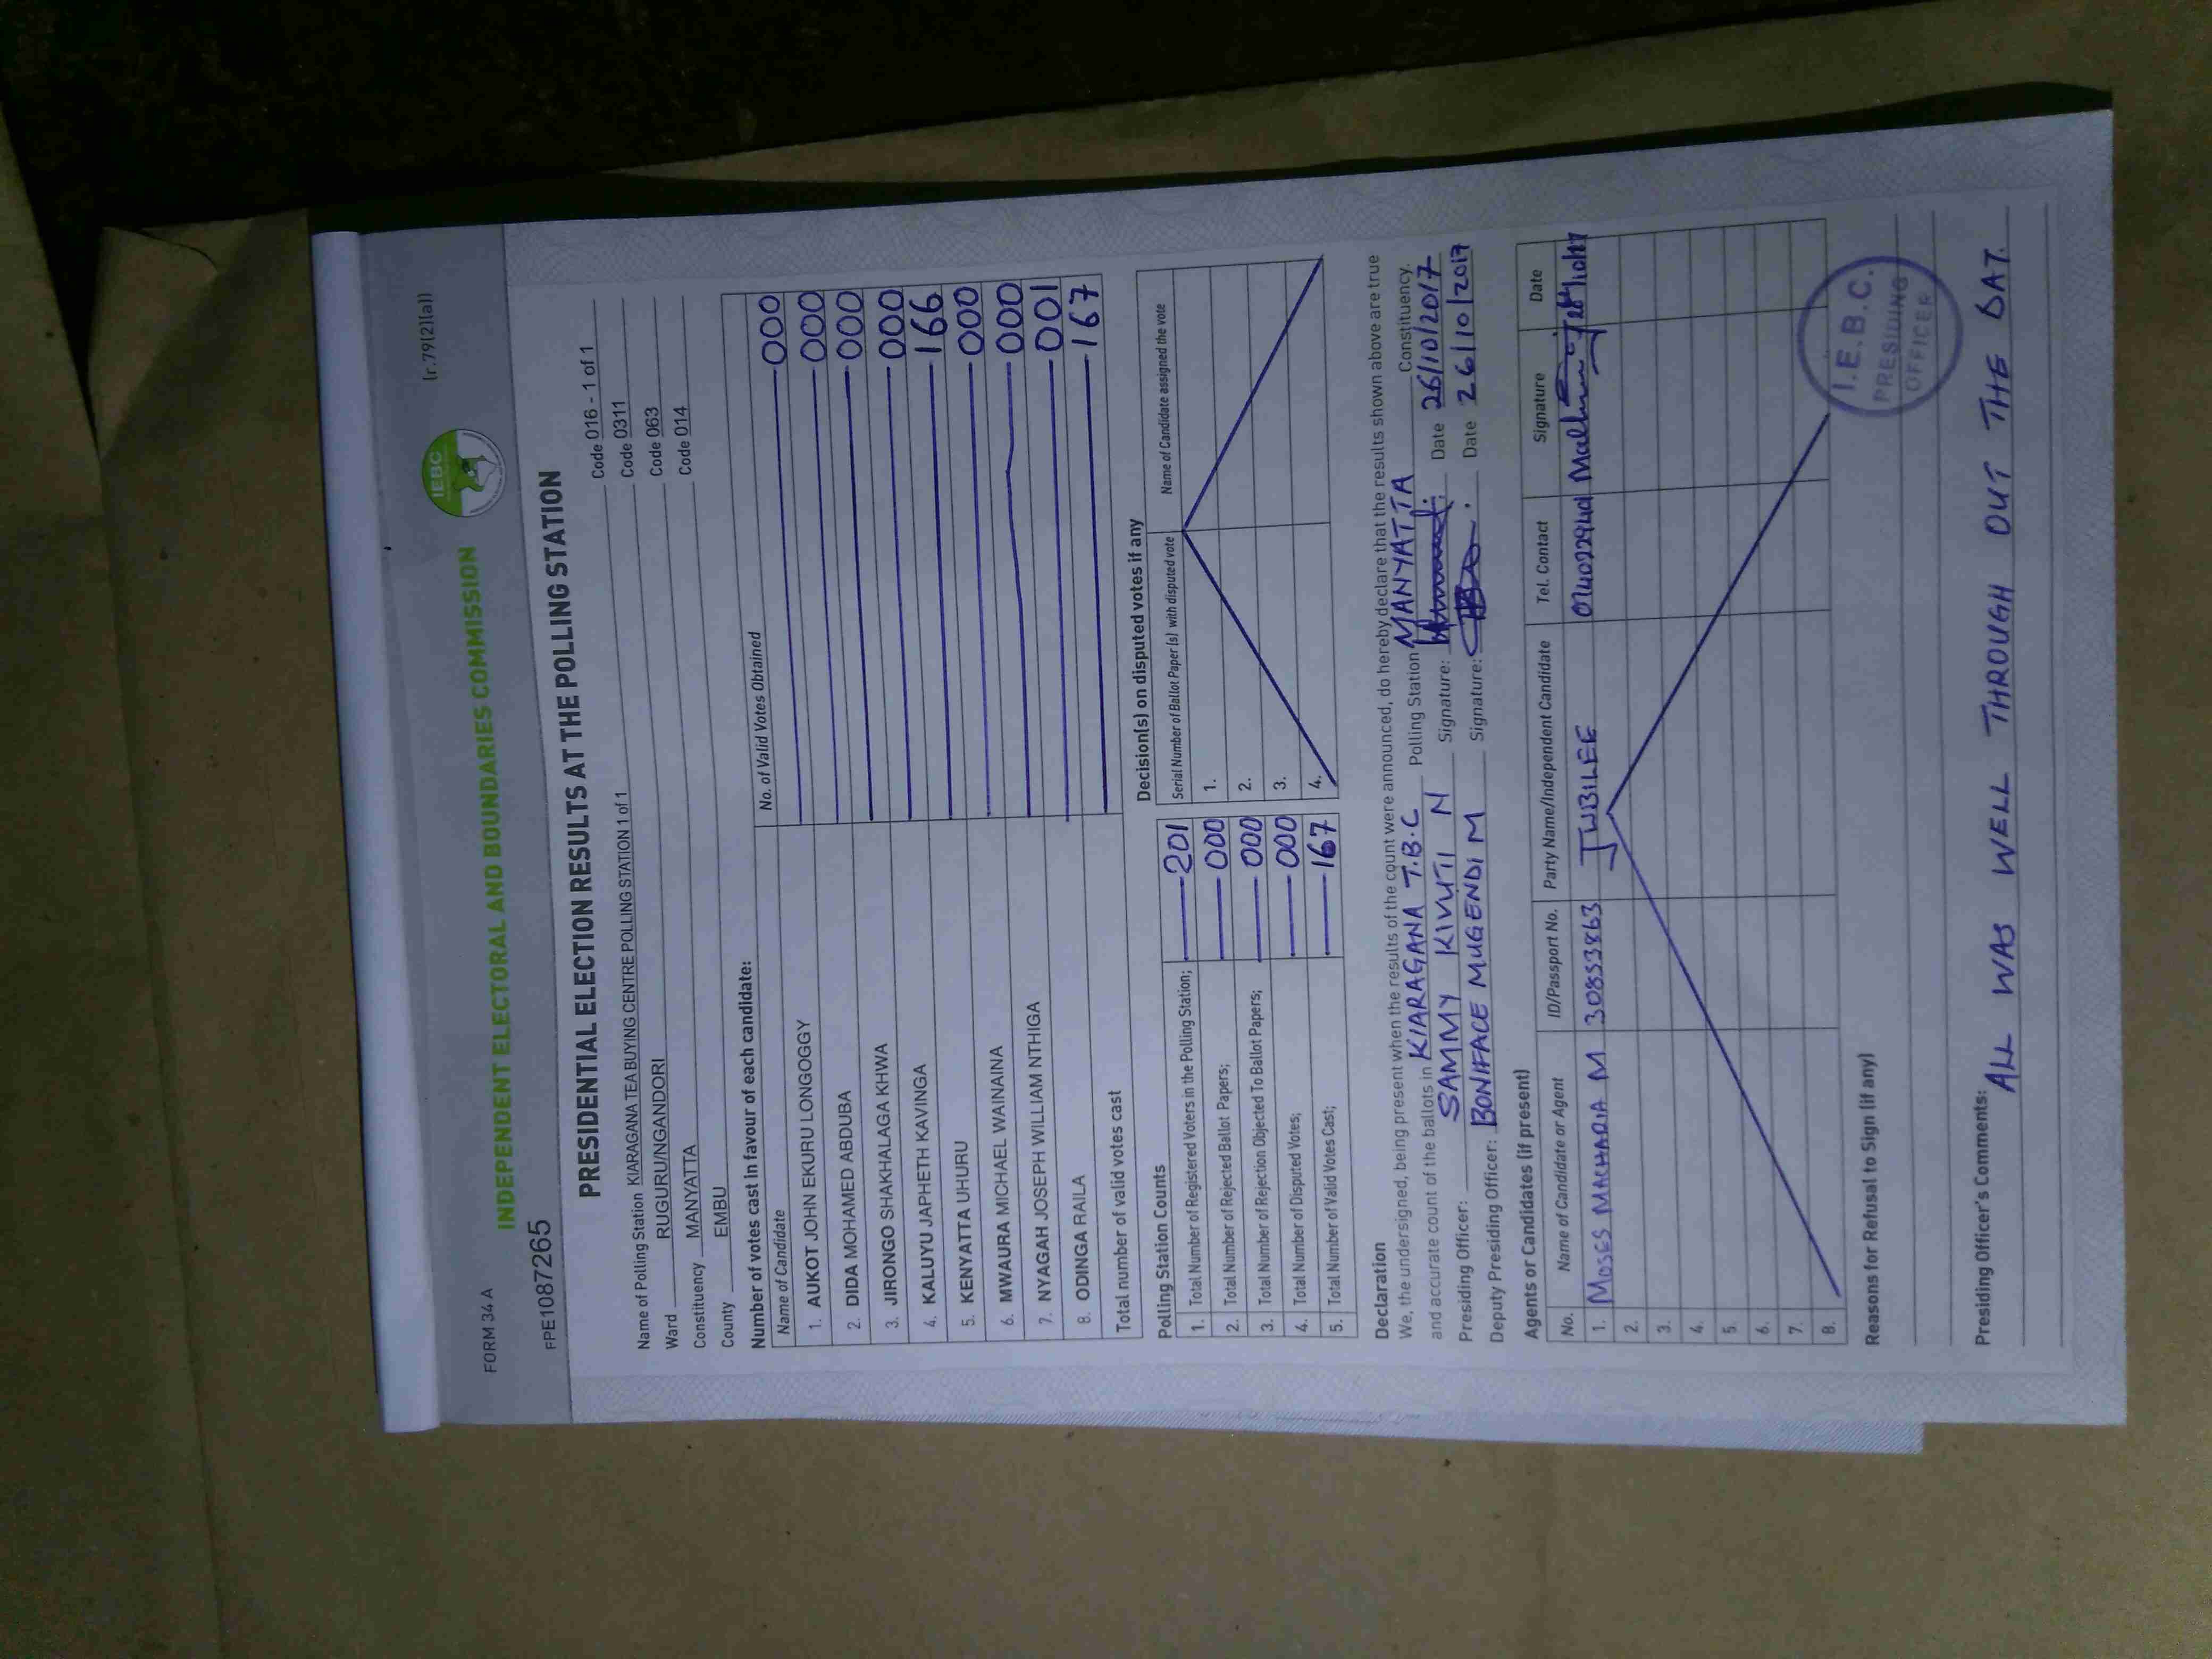 FORM 34 A
(r.79(2)(a))
IEBC
INDEPENDENT ELECTORAL AND BOUNDARIES COMMISSION
FPE1087265
PRESIDENTIAL ELECTION RESULTS AT THE POLLING STATION
Name of Polling Station KIARAGANA TEA BUYING CENTRE POLLING STATION 1 of 1 Code 016 - 1 of 1
Ward RUGURU/NGANDORI Code 0311
Constituency MANYATTA Code 063
County EMBU Code 014
Number of votes cast in favour of each candidate:
Name of Candidate No. of Valid Votes Obtained
1. AUKOT JOHN EKURU LONGOGGY 000
2. DIDA MOHAMED ABDUBA 000
3. JIRONGO SHAKHALAGA KHWA 000
4. KALUYU JAPHETH KAVINGA 000
5. KENYATTA UHURU 166
6. MWAURA MICHAEL WAINAINA 000
7. NYAGAH JOSEPH WILLIAM NTHIGA 000
8. ODINGA RAILA 001
Total number of valid votes cast 167
Polling Station Counts
1. Total Number of Registered Voters in the Polling Station; 201
2. Total Number of Rejected Ballot Papers; 000
3. Total Number of Rejection Objected To Ballot Papers; 000
4. Total Number of Disputed Votes; 000
5. Total Number of Valid Votes Cast; 167
Decision(s) on disputed votes if any
Serial Number of Ballot Paper (s) with disputed vote Name of Candidate assigned the vote
1.
2.
3.
4.
Declaration
We, the undersigned, being present when the results of the count were announced, do hereby declare that the results shown above are true
and accurate count of the ballots in KIARAGANA T.B.C Polling Station MANYATTA Constituency.
Presiding Officer: SAMMY KIVUTI N Signature: Date 26/10/2017
Deputy Presiding Officer: BONIFACE MUGENDI M Signature: Date 26/10/2017
Agents or Candidates (if present)
No. Name of Candidate or Agent ID/Passport No. Party Name/Independent Candidate Tel. Contact Signature Date
1. MOSES MACHARIA M 30853863 JUBILEE
2.
3.
4.
5.
6.
7.
8.
I.E.B.C.
PRESIDING
OFFICER
Reasons for Refusal to Sign (if any)
Presiding Officer's Comments:
ALL WAS WELL THROUGH OUT THE DAY.